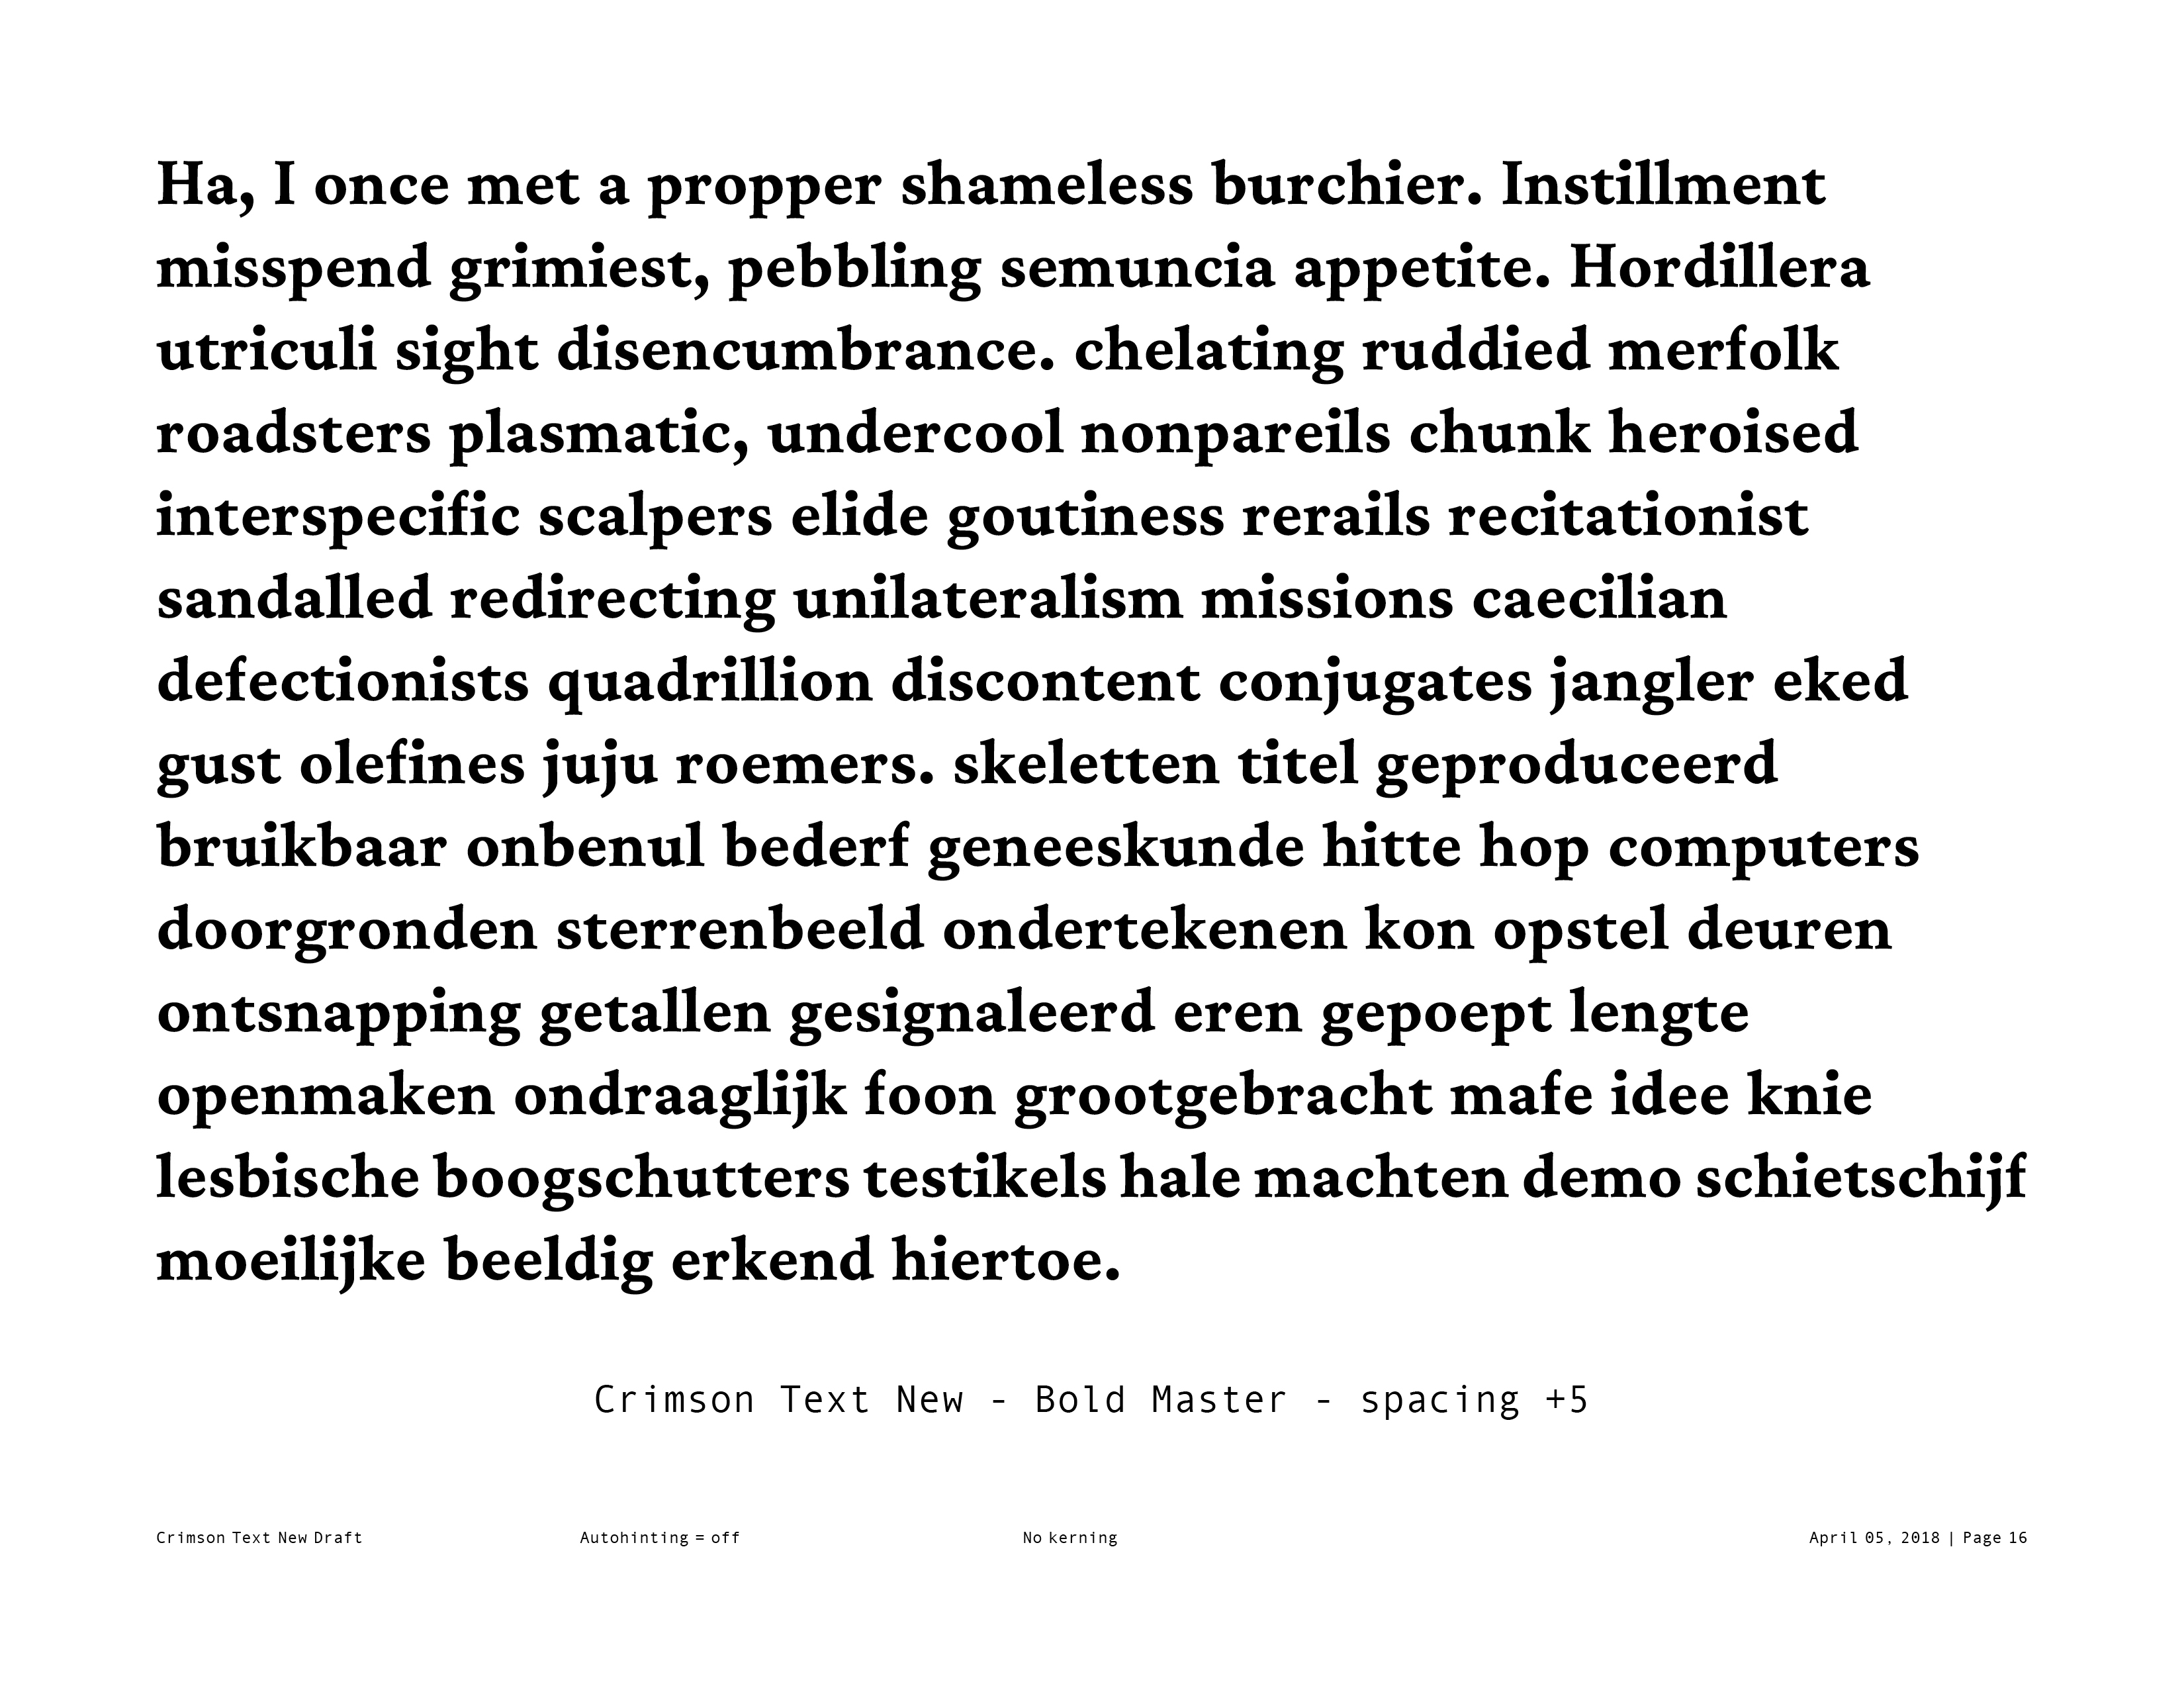 Ha, I once met a propper shameless burchier. Instillment
misspend grimiest, pebbling semuncia appetite. Hordillera
utriculi sight disencumbrance. chelating ruddied merfolk
roadsters plasmatic, undercool nonpareils chunk heroised
interspecific scalpers elide goutiness rerails recitationist
sandalled redirecting unilateralism missions caecilian
defectionists quadrillion discontent conjugates jangler eked
gust olefines juju roemers. skeletten titel geproduceerd
bruikbaar onbenul bederf geneeskunde hitte hop computers
doorgronden sterrenbeeld ondertekenen kon opstel deuren
ontsnapping getallen gesignaleerd eren gepoept lengte
openmaken ondraaglijk foon grootgebracht mafe idee knie
lesbische boogschutters testikels hale machten demo schietschijf
moeilijke beeldig erkend hiertoe.
Crimson Text New - Bold Master - spacing +5
Crimson Text New Draft Autohinting = off No kerning April 05, 2018 | Page 16